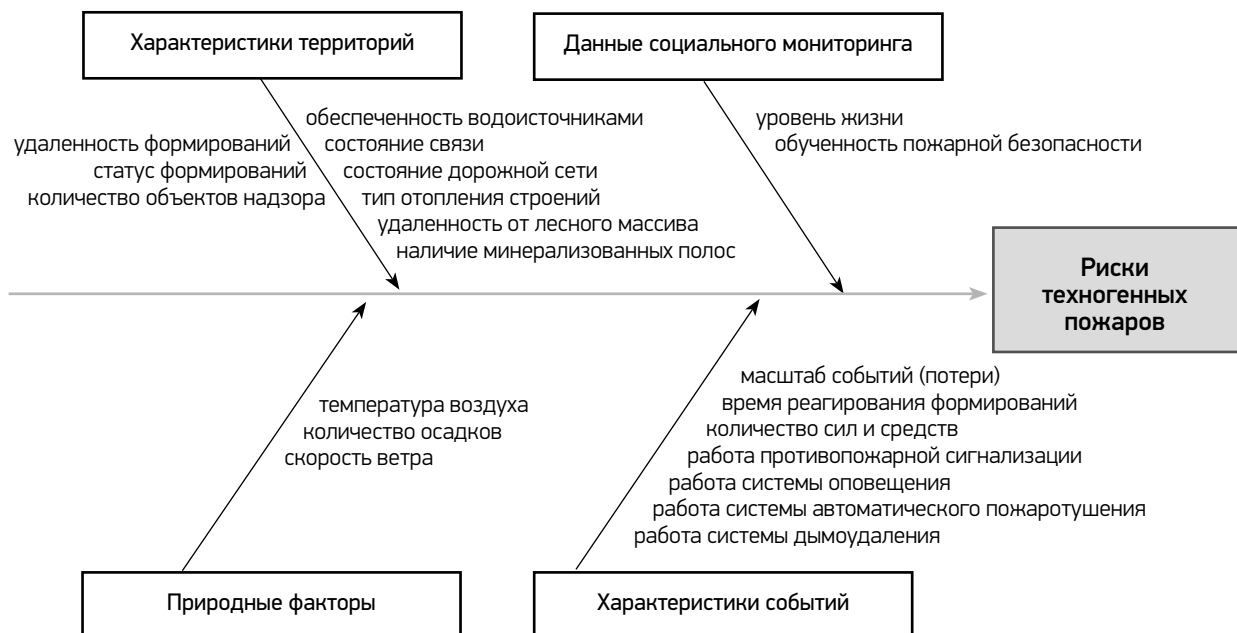 Характеристики территорий
Данные социального мониторинга
удаленность формирований
статус формирований
количество объектов надзора
обеспеченность водоисточниками
состояние связи
состояние дорожной сети
тип отопления строений
удаленность от лесного массива
наличие минерализованных полос
уровень жизни
обученность пожарной безопасности
Риски
техногенных
пожаров
температура воздуха
количество осадков
скорость ветра
масштаб событий (потери)
время реагирования формирований
количество сил и средств
работа противопожарной сигнализации
работа системы оповещения
работа системы автоматического пожаротушения
работа системы дымоудаления
Природные факторы
Характеристики событий